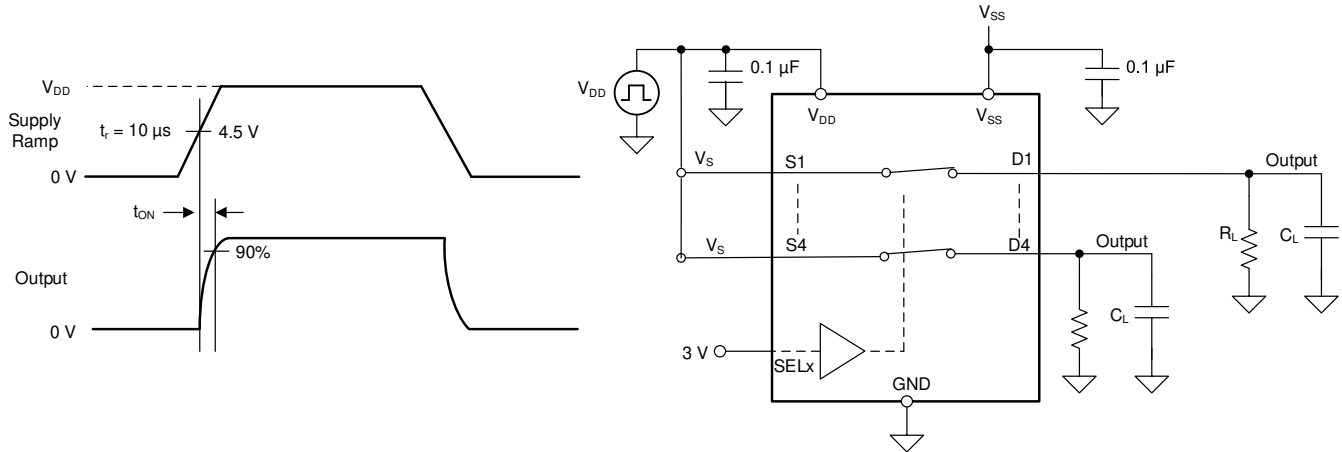 V_DD
Supply
Ramp
t_r = 10 µs
4.5 V
0 V
t_ON
90%
Output
0 V
V_SS
0.1 µF
0.1 µF
V_DD
V_DD
V_SS
V_S
S1
D1
Output
V_S
S4
D4
Output
R_L
C_L
C_L
3 V
SELx
GND